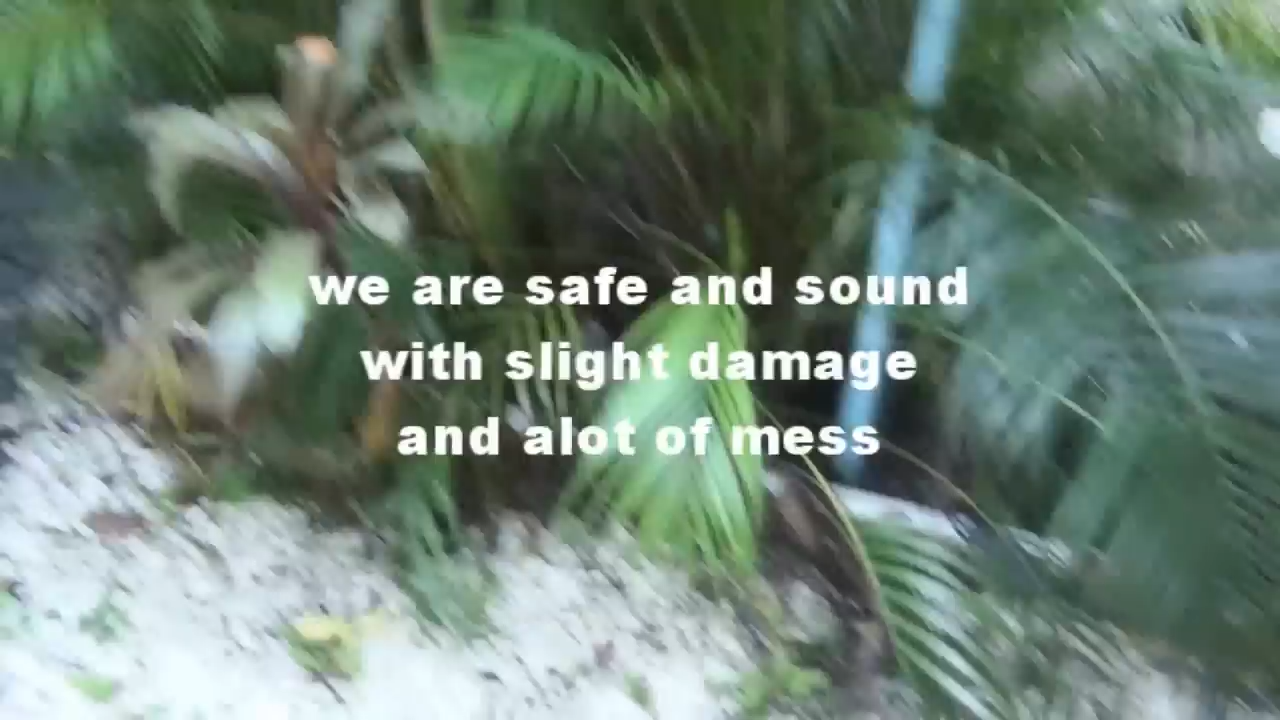 we are safe and sound
with slight damage
and alot of mess